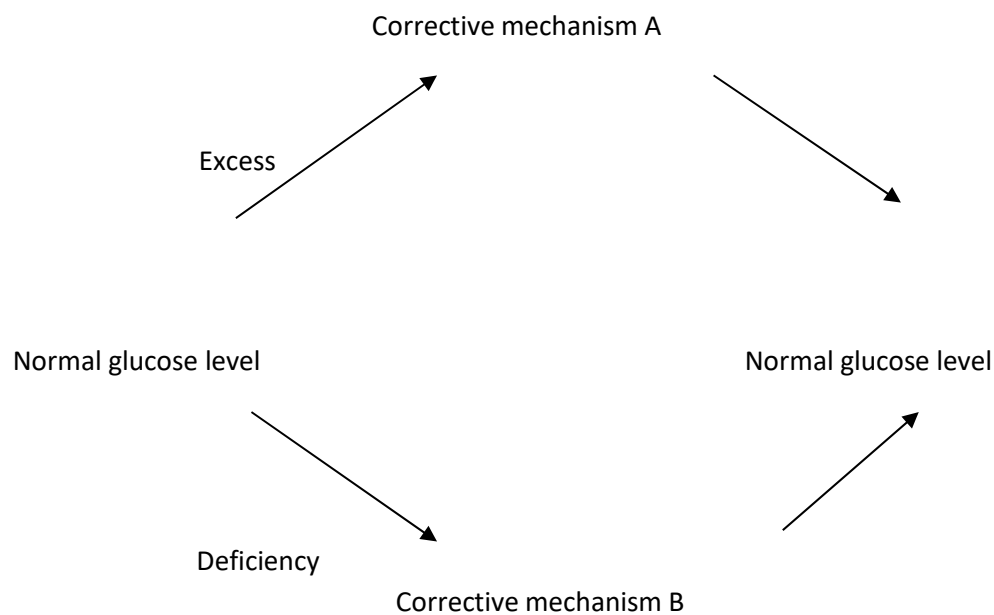 Corrective mechanism A
Excess
Normal glucose level
Normal glucose level
Deficiency
Corrective mechanism B